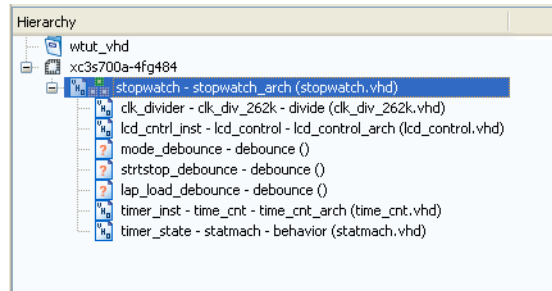 Hierarchy
wtut_vhd
xc3s700a-4fg484
stopwatch - stopwatch_arch (stopwatch.vhd)
clk_divider - clk_div_262k - divide (clk_div_262k.vhd)
lcd_cntrl_inst - lcd_control - lcd_control_arch (lcd_control.vhd)
mode_debounce - debounce ()
strtstop_debounce - debounce ()
lap_load_debounce - debounce ()
timer_inst - time_cnt - time_cnt_arch (time_cnt.vhd)
timer_state - statmach - behavior (statmach.vhd)